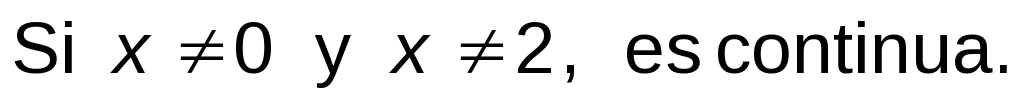 Si x ≠ 0 y x ≠ 2, es continua.